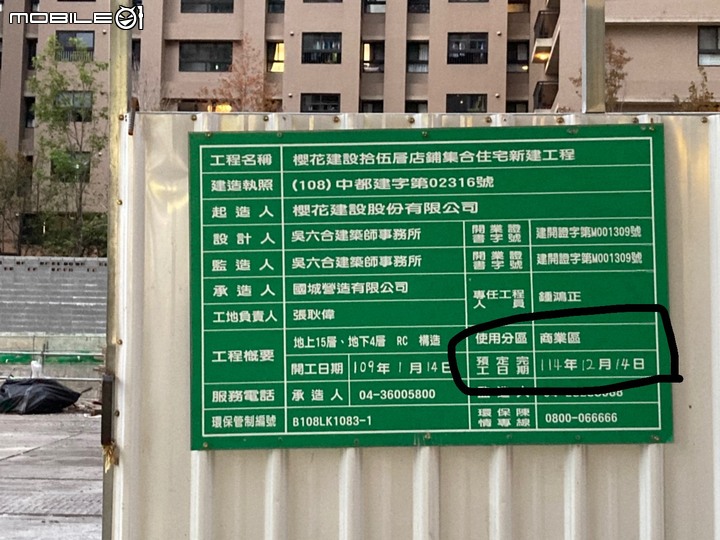 MOBILE01
工程名稱 櫻花建設拾伍層店鋪集合住宅新建工程
建造執照 (108)中都建字第02316號
起造人 櫻花建設股份有限公司
設計人 吳六合建築師事務所 開業證書字號 建開證字第M001309號
監造人 吳六合建築師事務所 開業證書字號 建開證字第M001309號
承造人 國城營造有限公司 專任工程人員 鍾鴻正
工地負責人 張耿偉
工程概要 地上15層、地下4層 RC 構造 使用分區 商業區
開工日期 109年1月14日 預定完工日期 114年12月14日
服務電話 承造人 04-36005800 監造人
環保管制編號 B108LK1083-1 環保陳情專線 0800-066666